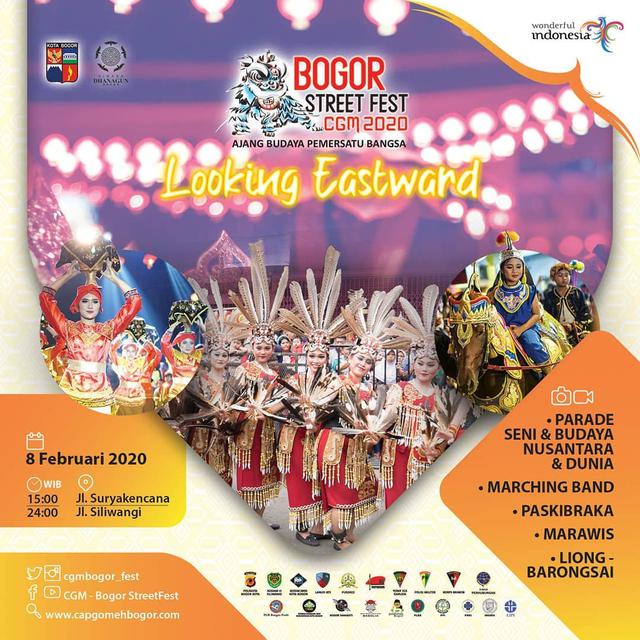 KOTA BOGOR
DHANAGUN
wonderful
indonesia
BOGOR
STREET FEST
CGM 2020
AJANG BUDAYA PEMERSATU BANGSA
Looking Eastward
8 Februari 2020
WIB
15:00
24:00
Jl. Suryakencana
Jl. Siliwangi
• PARADE
SENI & BUDAYA
NUSANTARA
& DUNIA
• MARCHING BAND
• PASKIBRAKA
• MARAWIS
• LIONG -
BARONGSAI
cgmbogor_fest
CGM - Bogor StreetFest
www.capgomehbogor.com